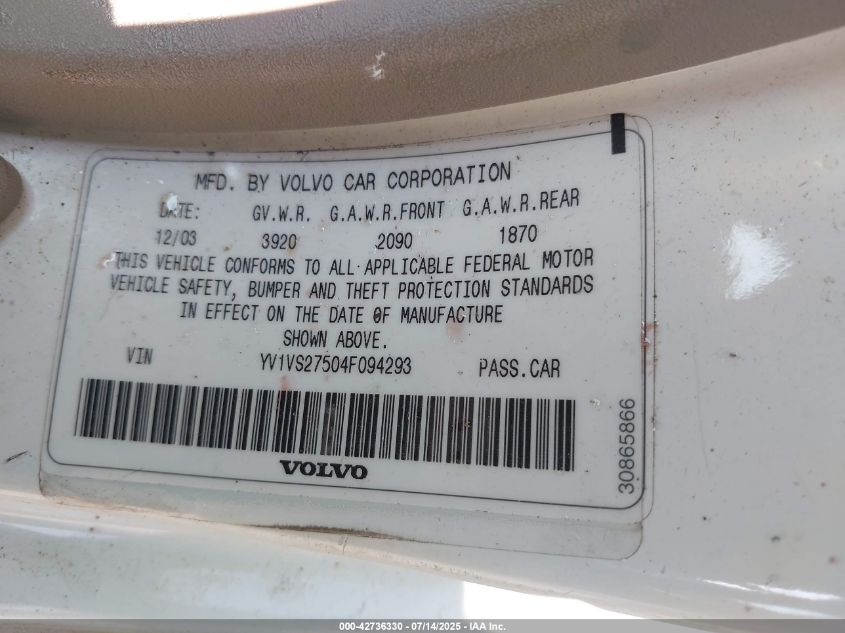 MFD. BY VOLVO CAR CORPORATION
DATE: GV.W.R. G.A.W.R.FRONT G.A.W.R.REAR
12/03 3920 2090 1870
THIS VEHICLE CONFORMS TO ALL APPLICABLE FEDERAL MOTOR
VEHICLE SAFETY, BUMPER AND THEFT PROTECTION STANDARDS
IN EFFECT ON THE DATE OF MANUFACTURE
SHOWN ABOVE.
VIN YV1VS27504F094293 PASS.CAR
VOLVO
30865866
000-42736330 - 07/14/2025 - IAA Inc.